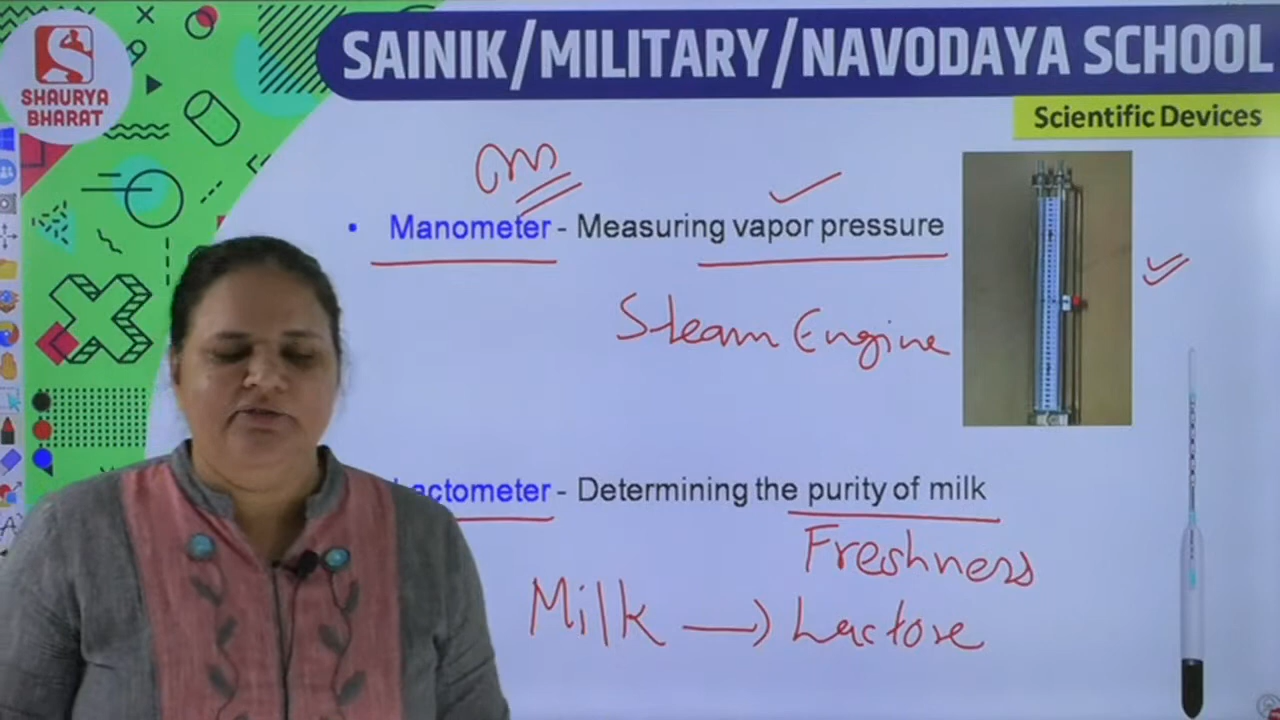 SHAURYA
BHARAT
SAINIK/MILITARY/NAVODAYA SCHOOL
Scientific Devices
• Manometer - Measuring vapor pressure
Steam Engine
Lactometer - Determining the purity of milk
Freshness
Milk → Lactose